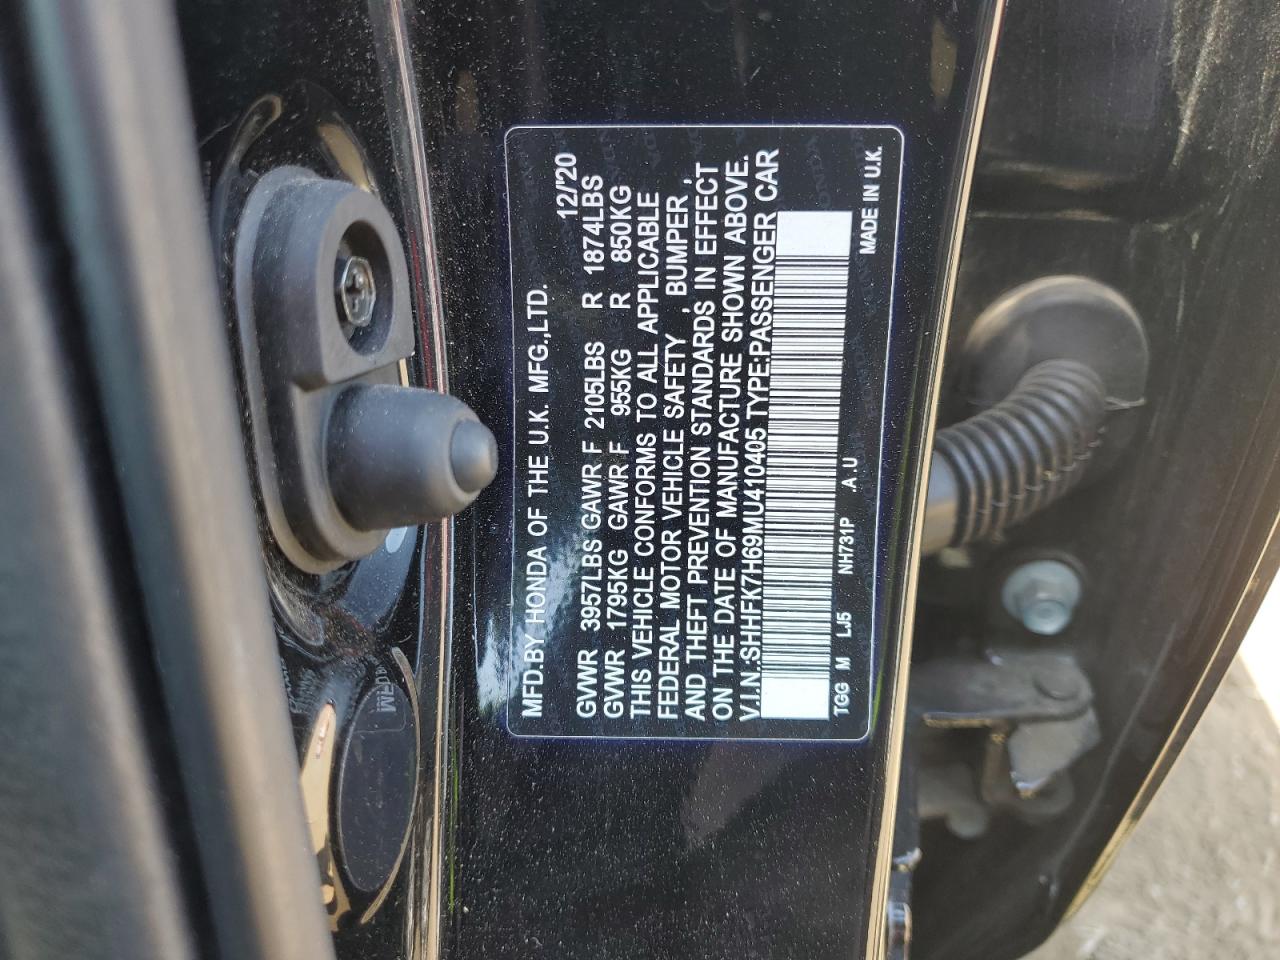 MFD.BY HONDA OF THE U.K. MFG.,LTD. 12/'20
GVWR 3957LBS GAWR F 2105LBS R 1874LBS
GVWR 1795KG GAWR F 955KG R 850KG
THIS VEHICLE CONFORMS TO ALL APPLICABLE
FEDERAL MOTOR VEHICLE SAFETY , BUMPER ,
AND THEFT PREVENTION STANDARDS IN EFFECT
ON THE DATE OF MANUFACTURE SHOWN ABOVE.
V.I.N.:SHHFK7H69MU410405 TYPE:PASSENGER CAR
TGG M LJ5 NH731P .A.U
MADE IN U.K.